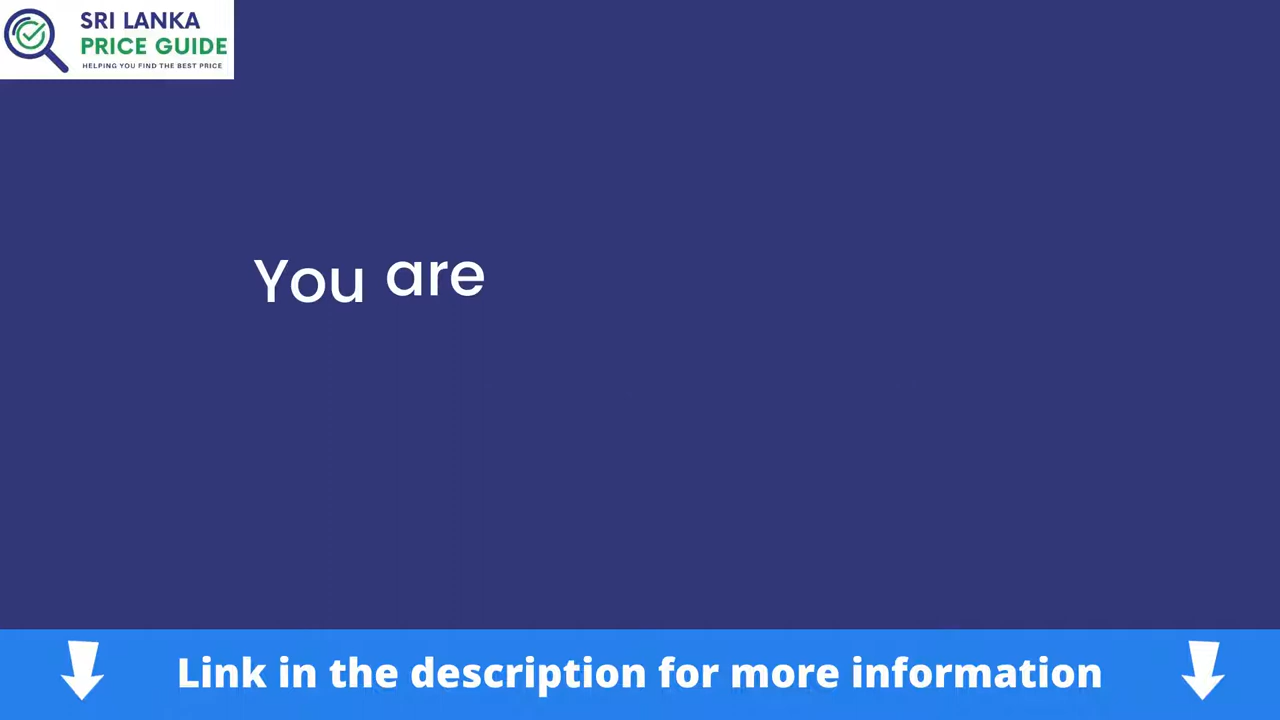 SRI LANKA
PRICE GUIDE
HELPING YOU FIND THE BEST PRICE
You are
Link in the description for more information